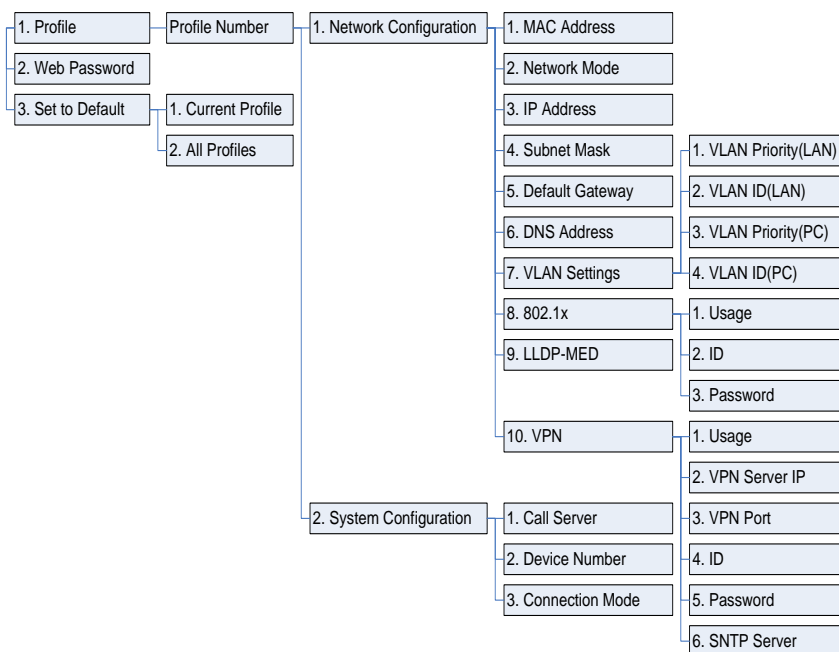 1. Profile
Profile Number
1. Network Configuration
1. MAC Address
2. Web Password
2. Network Mode
3. Set to Default
1. Current Profile
3. IP Address
2. All Profiles
4. Subnet Mask
1. VLAN Priority(LAN)
5. Default Gateway
2. VLAN ID(LAN)
6. DNS Address
3. VLAN Priority(PC)
7. VLAN Settings
4. VLAN ID(PC)
8. 802.1x
1. Usage
9. LLDP-MED
2. ID
3. Password
10. VPN
1. Usage
2. VPN Server IP
2. System Configuration
1. Call Server
3. VPN Port
2. Device Number
4. ID
3. Connection Mode
5. Password
6. SNTP Server